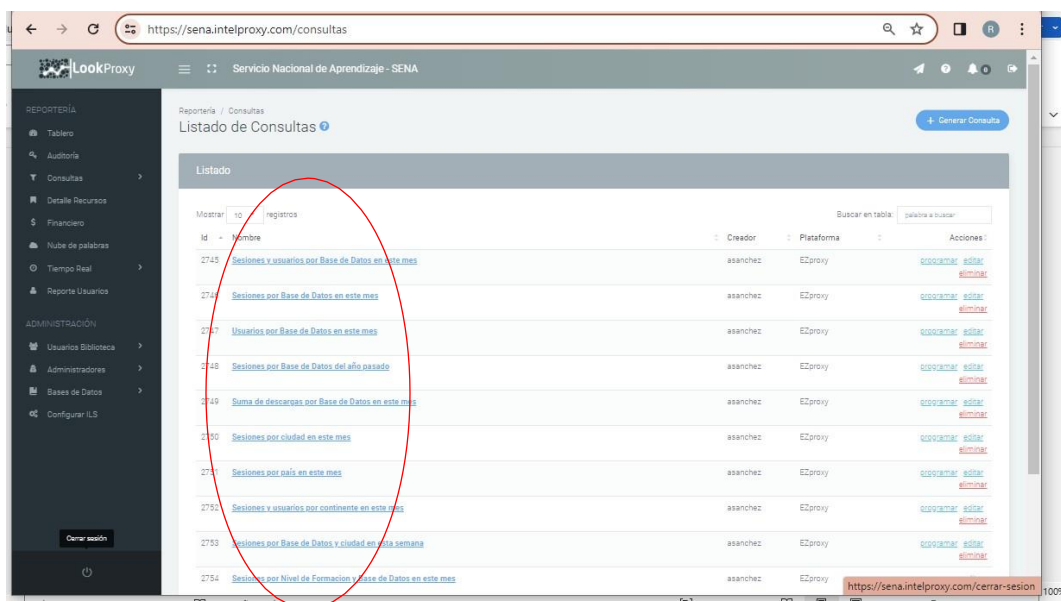 https://sena.intelproxy.com/consultas
R
LookProxy
Servicio Nacional de Aprendizaje - SENA
0
REPORTERÍA
Tablero
Auditoría
Consultas
Detalle Recursos
Financiero
Nube de palabras
Tiempo Real
Reporte Usuarios
ADMINISTRACIÓN
Usuarios Biblioteca
Administradores
Bases de Datos
Configurar ILS
Cerrar sesión
Reportería / Consultas
Listado de Consultas
+ Generar Consulta
Listado
Mostrar 10 registros
Buscar en tabla: palabra a buscar
Id Nombre Creador Plataforma Acciones
2745 Sesiones y usuarios por Base de Datos en este mes asanchez EZproxy programar editar
eliminar
2746 Sesiones por Base de Datos en este mes asanchez EZproxy programar editar
eliminar
2747 Usuarios por Base de Datos en este mes asanchez EZproxy programar editar
eliminar
2748 Sesiones por Base de Datos del año pasado asanchez EZproxy programar editar
eliminar
2749 Suma de descargas por Base de Datos en este mes asanchez EZproxy programar editar
eliminar
2750 Sesiones por ciudad en este mes asanchez EZproxy programar editar
eliminar
2751 Sesiones por país en este mes asanchez EZproxy programar editar
eliminar
2752 Sesiones y usuarios por continente en este mes asanchez EZproxy programar editar
eliminar
2753 Sesiones por Base de Datos y ciudad en esta semana asanchez EZproxy programar editar
eliminar
2754 Sesiones por Nivel de Formacion y Base de Datos en este mes asanchez EZproxy
https://sena.intelproxy.com/cerrar-sesion